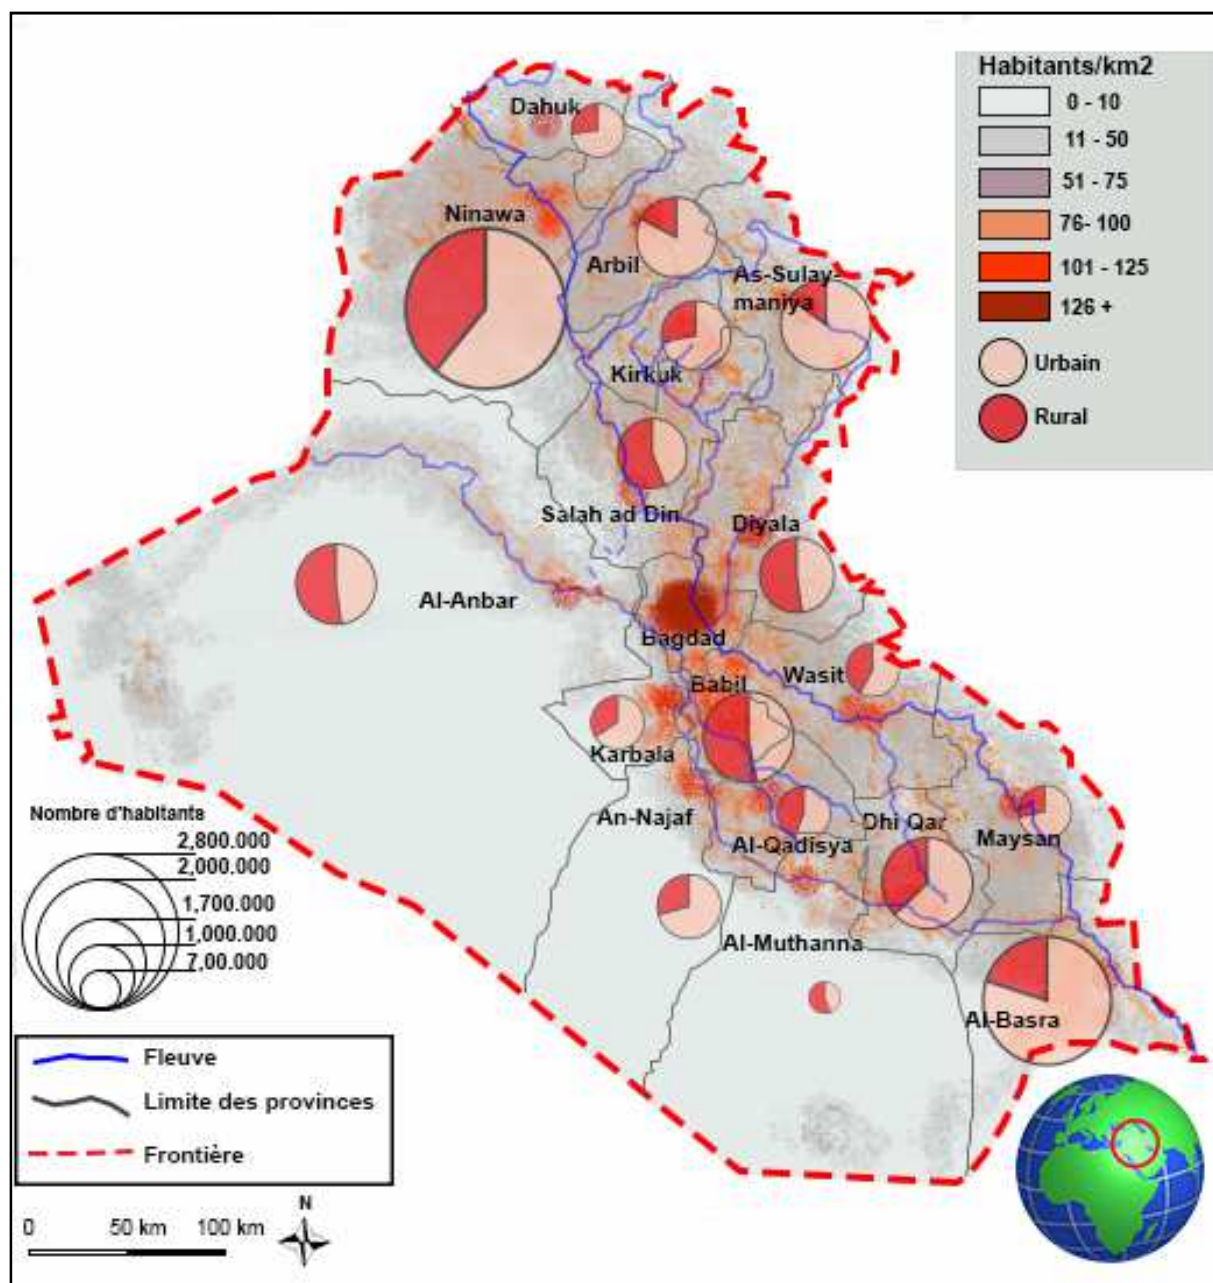 Habitants/km2
0 - 10
11 - 50
51 - 75
76- 100
101 - 125
126 +
Urbain
Rural
Dahuk
Ninawa
Arbil
As-Sulay-
maniya
Kirkuk
Salah ad Din
Diyala
Al-Anbar
Bagdad
Wasit
Babil
Karbala
An-Najaf
Al-Qadisya
Dhi Qar
Maysan
Al-Muthanna
Al-Basra
Nombre d'habitants
2,800.000
2,000.000
1,700.000
1,000.000
7,00.000
Fleuve
Limite des provinces
Frontière
0 50 km 100 km
N